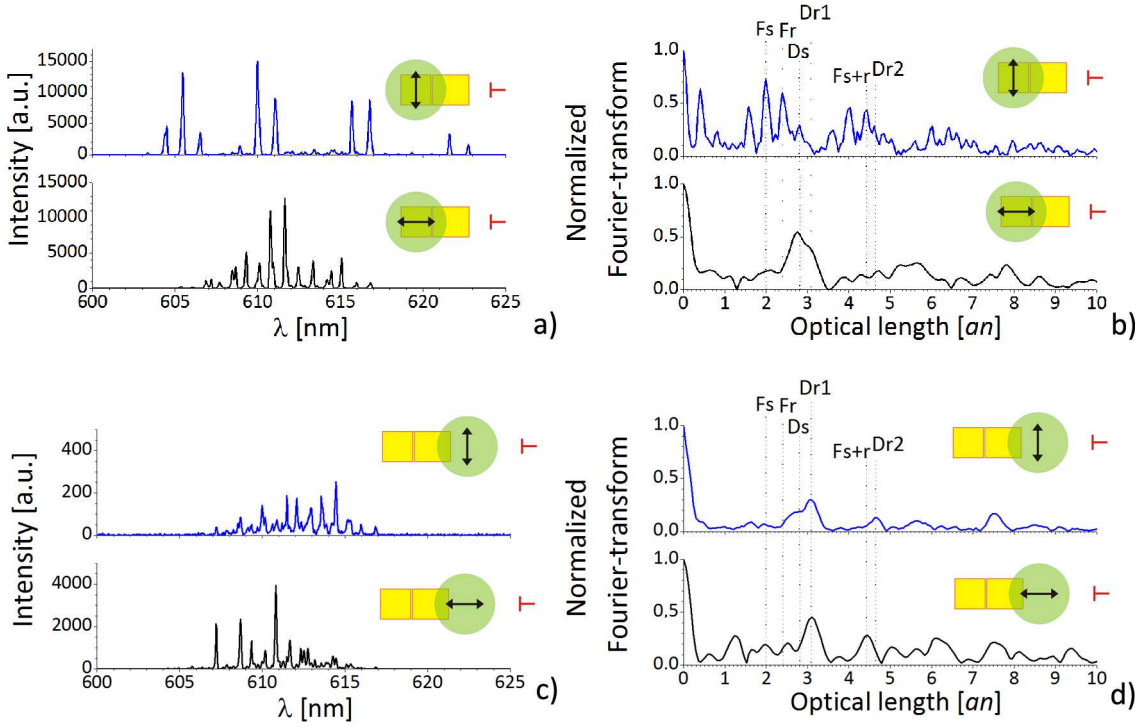 15000
10000
5000
0
15000
10000
5000
0
Intensity [a.u.]
600 605 610 615 620 625
λ [nm]
a)
Fs Fr Dr1
Ds
Fs+r Dr2
1.0
0.5
0.0
1.0
0.5
0.0
Normalized
Fourier-transform
0 1 2 3 4 5 6 7 8 9 10
Optical length [an]
b)
400
200
0
4000
2000
0
Intensity [a.u.]
600 605 610 615 620 625
λ [nm]
c)
Fs Fr Dr1
Ds
Fs+r Dr2
1.0
0.5
0.0
1.0
0.5
0.0
Normalized
Fourier-transform
0 1 2 3 4 5 6 7 8 9 10
Optical length [an]
d)